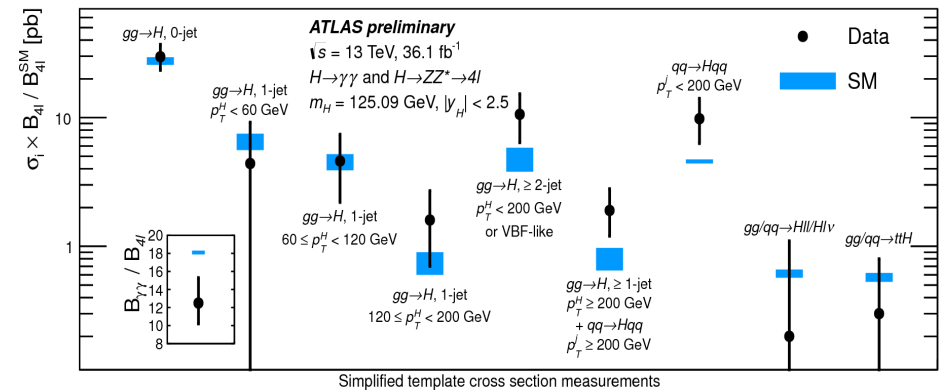 σi × B4l / B4l^SM [pb]
10
1
ATLAS preliminary
√s = 13 TeV, 36.1 fb-1
H→γγ and H→ZZ*→4l
mH = 125.09 GeV, |yH| < 2.5
Data
SM
gg→H, 0-jet
gg→H, 1-jet
pTH < 60 GeV
gg→H, 1-jet
60 ≤ pTH < 120 GeV
gg→H, 1-jet
120 ≤ pTH < 200 GeV
gg→H, ≥ 2-jet
pTH < 200 GeV
or VBF-like
gg→H, ≥ 1-jet
pTH ≥ 200 GeV
+ qq→Hqq
pTj ≥ 200 GeV
qq→Hqq
pTj < 200 GeV
gg/qq→Hll/Hlν
gg/qq→ttH
Bγγ / B4l
20
18
16
14
12
10
8
Simplified template cross section measurements